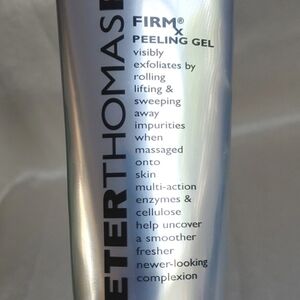 ETERTHOMAS
FIRMX®
PEELING GEL
visibly
exfoliates by
rolling
lifting &
sweeping
away
impurities
when
massaged
onto
skin
multi-action
enzymes &
cellulose
help uncover
a smoother
fresher
newer-looking
complexion